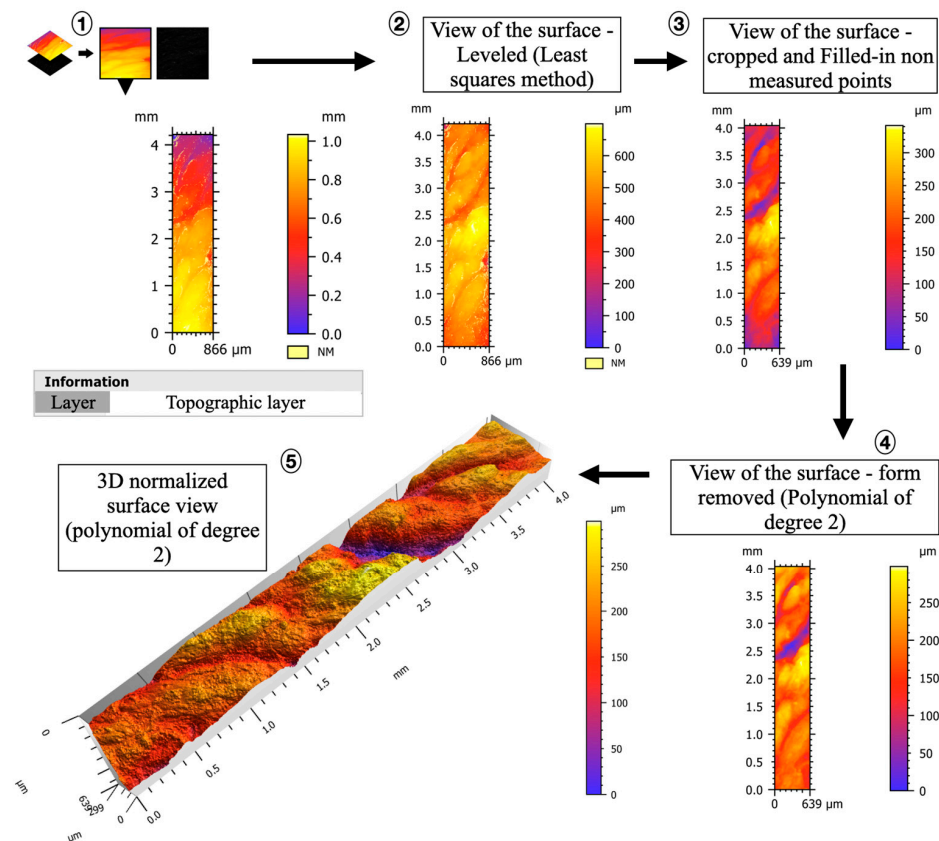 ①
mm
4
3
2
1
0
0
866 µm
mm
1.0
0.8
0.6
0.4
0.2
0.0
NM
Information
Layer Topographic layer
②
View of the surface -
Leveled (Least
squares method)
mm
4.0
3.5
3.0
2.5
2.0
1.5
1.0
0.5
0.0
0
866 µm
µm
600
500
400
300
200
100
0
NM
③
View of the surface -
cropped and Filled-in non
measured points
mm
4.0
3.5
3.0
2.5
2.0
1.5
1.0
0.5
0.0
0
639 µm
µm
300
250
200
150
100
50
0
④
View of the surface - form
removed (Polynomial of
degree 2)
mm
4.0
3.5
3.0
2.5
2.0
1.5
1.0
0.5
0.0
0
639 µm
µm
250
200
150
100
50
0
⑤
3D normalized
surface view
(polynomial of degree
2)
0
µm
639
299
0
µm
0.0
0.5
1.0
1.5
2.0
2.5
3.0
3.5
4.0
mm
µm
250
200
150
100
50
0